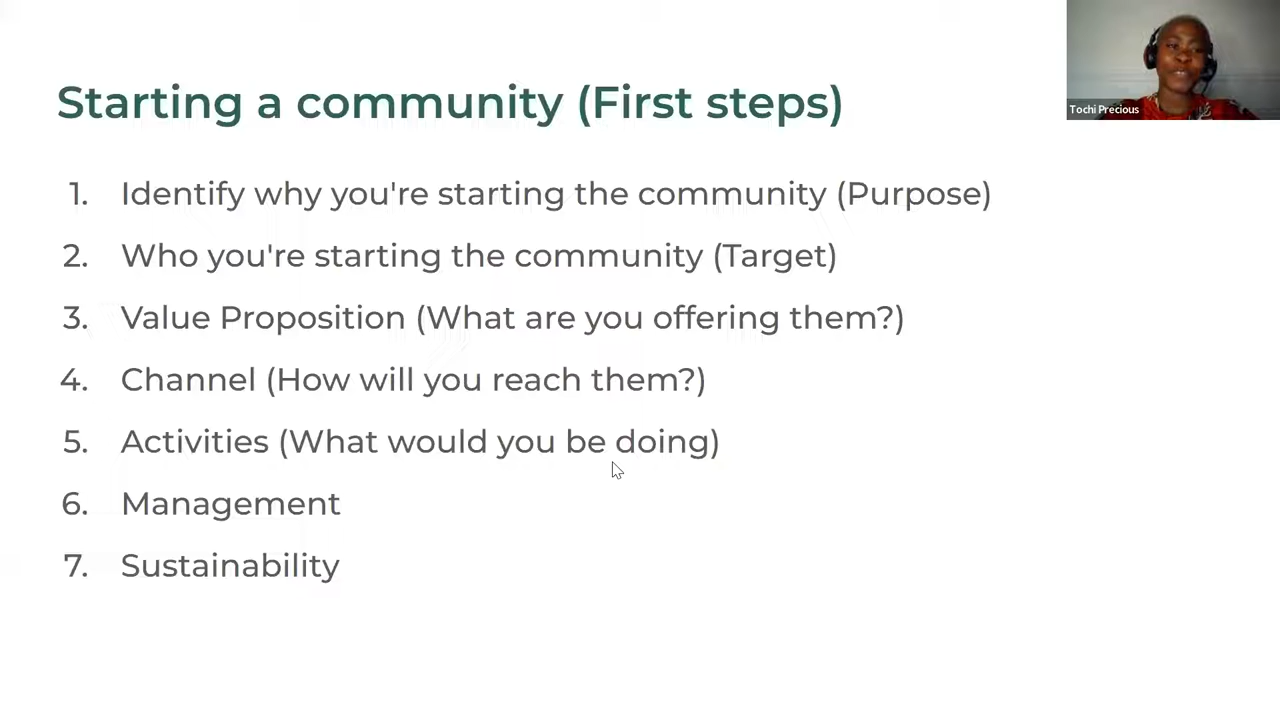 Starting a community (First steps)
Tochi Precious
1. Identify why you're starting the community (Purpose)
2. Who you're starting the community (Target)
3. Value Proposition (What are you offering them?)
4. Channel (How will you reach them?)
5. Activities (What would you be doing)
6. Management
7. Sustainability